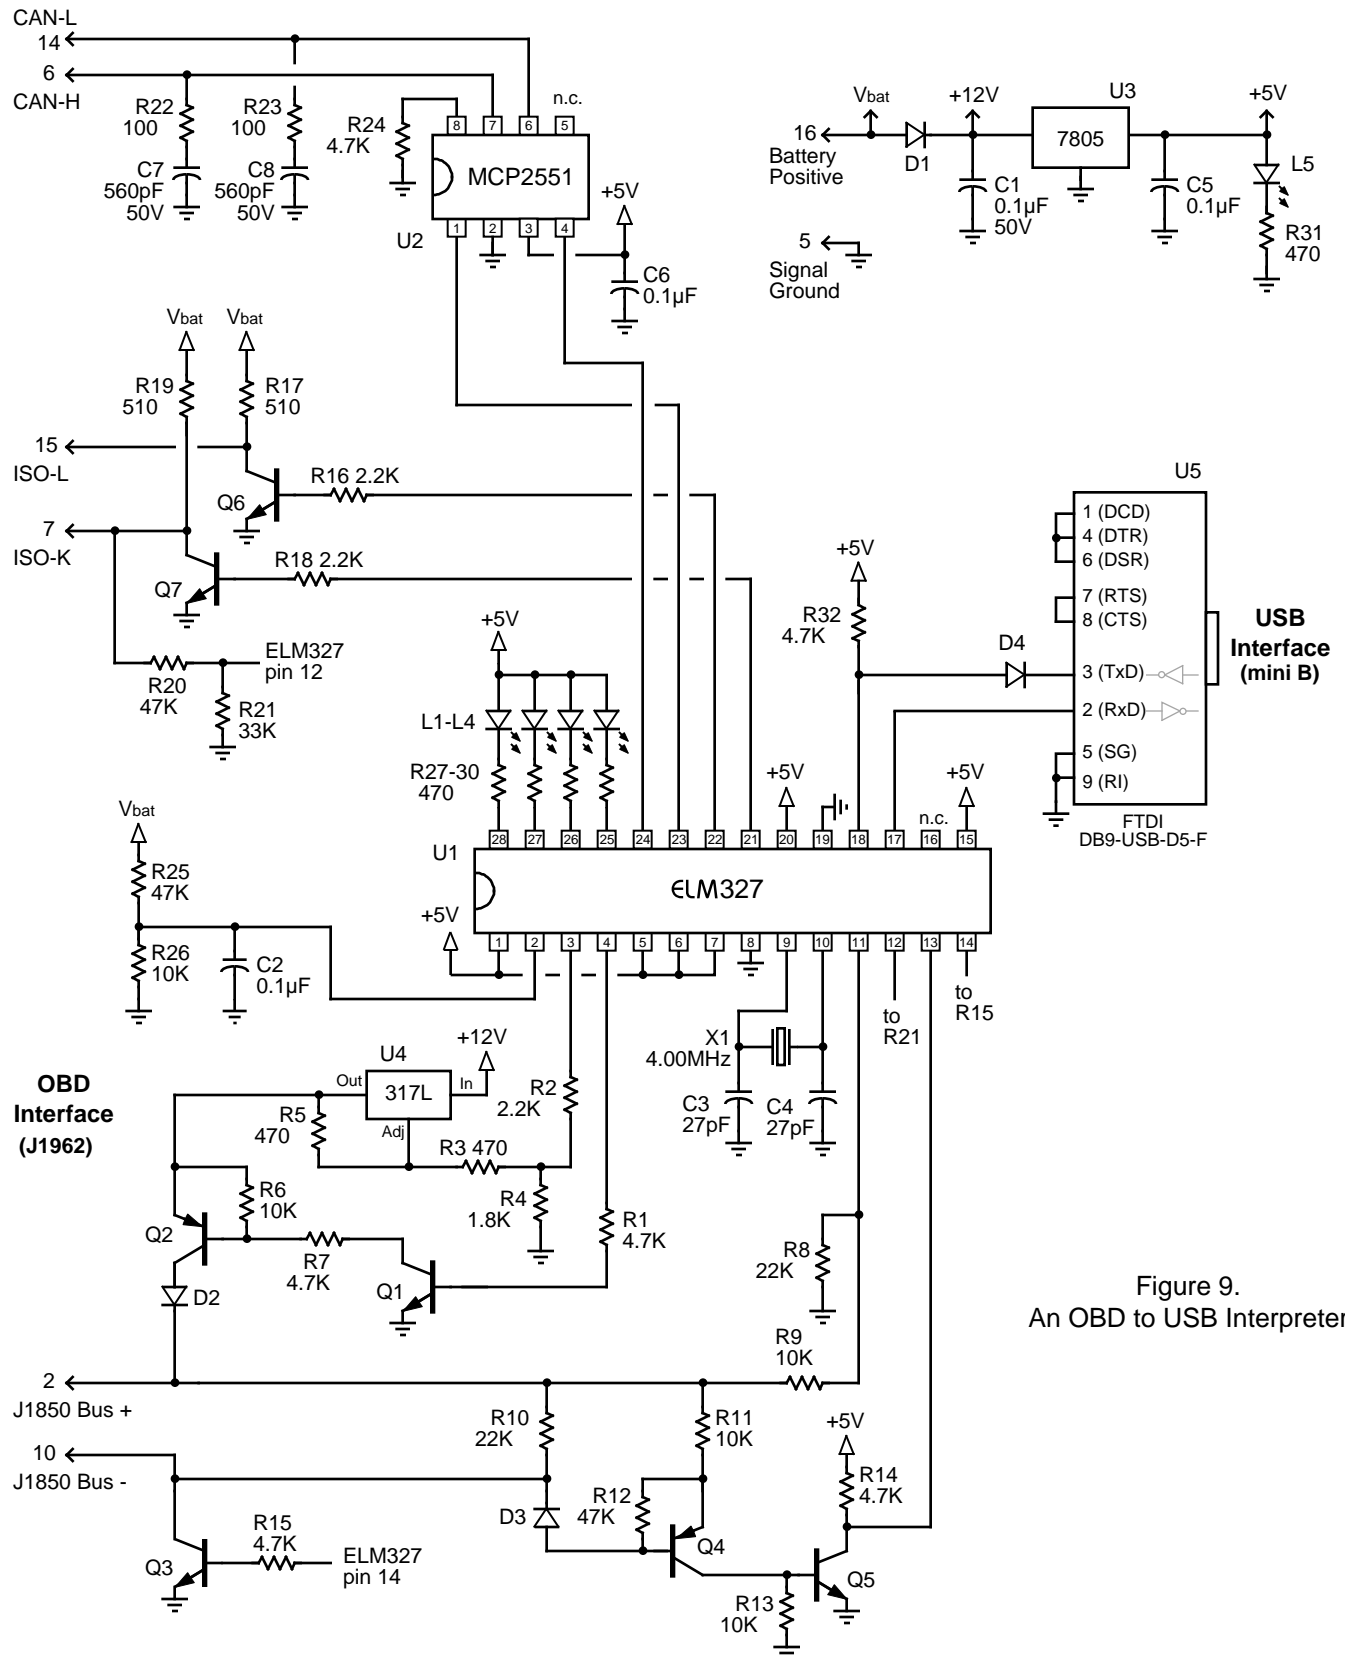 CAN-L
14
6
CAN-H
R22
100
R23
100
C7
560pF
50V
C8
560pF
50V
R24
4.7K
n.c.
8 7 6 5
MCP2551
1 2 3 4
U2
+5V
C6
0.1µF
Vbat
+12V
U3
+5V
16
Battery
Positive
D1
7805
C1
0.1µF
50V
C5
0.1µF
L5
R31
470
5
Signal
Ground
Vbat
Vbat
R19
510
R17
510
15
ISO-L
Q6
R16 2.2K
7
ISO-K
Q7
R18 2.2K
ELM327
pin 12
R20
47K
R21
33K
+5V
L1-L4
R27-30
470
+5V
R32
4.7K
D4
U5
1 (DCD)
4 (DTR)
6 (DSR)
7 (RTS)
8 (CTS)
3 (TxD)
2 (RxD)
5 (SG)
9 (RI)
USB
Interface
(mini B)
FTDI
DB9-USB-D5-F
+5V
n.c.
+5V
28 27 26 25 24 23 22 21 20 19 18 17 16 15
U1
ELM327
+5V
1 2 3 4 5 6 7 8 9 10 11 12 13 14
to
R21
to
R15
Vbat
R25
47K
R26
10K
C2
0.1µF
X1
4.00MHz
C3
27pF
C4
27pF
OBD
Interface
(J1962)
U4
+12V
Out
317L
In
Adj
R5
470
R3 470
R2
2.2K
R4
1.8K
R1
4.7K
R6
10K
Q2
R7
4.7K
Q1
D2
R8
22K
R9
10K
Figure 9.
An OBD to USB Interpreter
2
J1850 Bus +
10
J1850 Bus -
R10
22K
R11
10K
+5V
R14
4.7K
R12
47K
D3
Q4
Q5
R13
10K
R15
4.7K
Q3
ELM327
pin 14